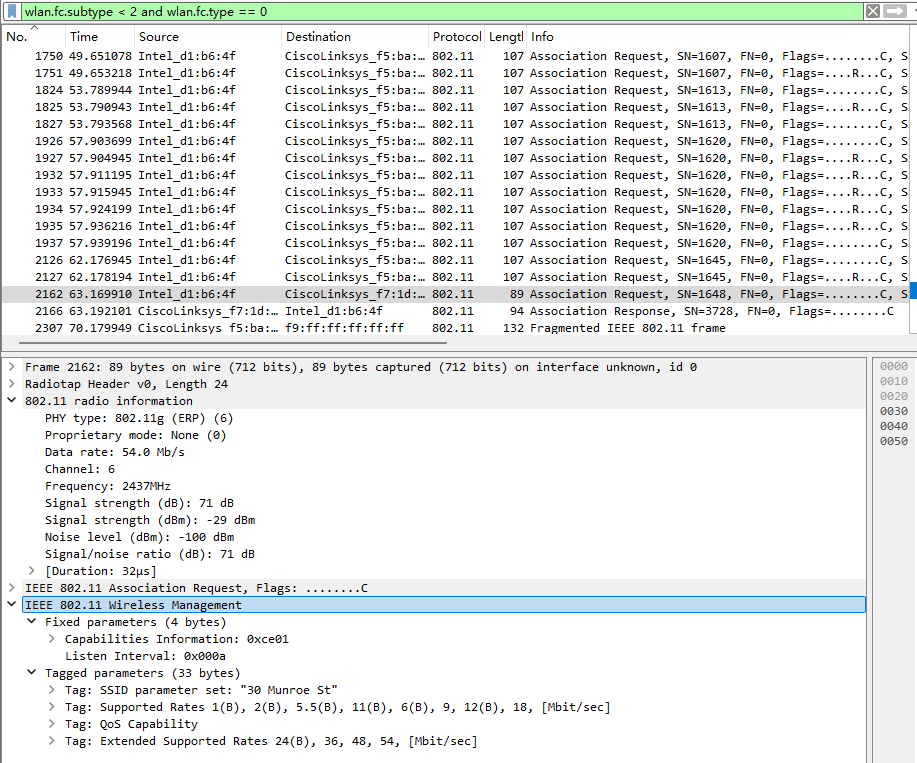 wlan.fc.subtype < 2 and wlan.fc.type == 0
No. Time Source Destination Protocol Lengtl Info
1750 49.651078 Intel_d1:b6:4f CiscoLinksys_f5:ba:… 802.11 107 Association Request, SN=1607, FN=0, Flags=........C, S
1751 49.653218 Intel_d1:b6:4f CiscoLinksys_f5:ba:… 802.11 107 Association Request, SN=1607, FN=0, Flags=....R...C, S
1824 53.789944 Intel_d1:b6:4f CiscoLinksys_f5:ba:… 802.11 107 Association Request, SN=1613, FN=0, Flags=........C, S
1825 53.790943 Intel_d1:b6:4f CiscoLinksys_f5:ba:… 802.11 107 Association Request, SN=1613, FN=0, Flags=....R...C, S
1827 53.793568 Intel_d1:b6:4f CiscoLinksys_f5:ba:… 802.11 107 Association Request, SN=1613, FN=0, Flags=........C, S
1926 57.903699 Intel_d1:b6:4f CiscoLinksys_f5:ba:… 802.11 107 Association Request, SN=1620, FN=0, Flags=........C, S
1927 57.904945 Intel_d1:b6:4f CiscoLinksys_f5:ba:… 802.11 107 Association Request, SN=1620, FN=0, Flags=....R...C, S
1932 57.911195 Intel_d1:b6:4f CiscoLinksys_f5:ba:… 802.11 107 Association Request, SN=1620, FN=0, Flags=....R...C, S
1933 57.915945 Intel_d1:b6:4f CiscoLinksys_f5:ba:… 802.11 107 Association Request, SN=1620, FN=0, Flags=....R...C, S
1934 57.924199 Intel_d1:b6:4f CiscoLinksys_f5:ba:… 802.11 107 Association Request, SN=1620, FN=0, Flags=....R...C, S
1935 57.936216 Intel_d1:b6:4f CiscoLinksys_f5:ba:… 802.11 107 Association Request, SN=1620, FN=0, Flags=....R...C, S
1937 57.939196 Intel_d1:b6:4f CiscoLinksys_f5:ba:… 802.11 107 Association Request, SN=1620, FN=0, Flags=........C, S
2126 62.176945 Intel_d1:b6:4f CiscoLinksys_f5:ba:… 802.11 107 Association Request, SN=1645, FN=0, Flags=........C, S
2127 62.178194 Intel_d1:b6:4f CiscoLinksys_f5:ba:… 802.11 107 Association Request, SN=1645, FN=0, Flags=....R...C, S
2162 63.169910 Intel_d1:b6:4f CiscoLinksys_f7:1d:… 802.11 89 Association Request, SN=1648, FN=0, Flags=........C, S
2166 63.192101 CiscoLinksys_f7:1d:… Intel_d1:b6:4f 802.11 94 Association Response, SN=3728, FN=0, Flags=........C
2307 70.179949 CiscoLinksys_f5:ba:… f9:ff:ff:ff:ff:ff 802.11 132 Fragmented IEEE 802.11 frame
Frame 2162: 89 bytes on wire (712 bits), 89 bytes captured (712 bits) on interface unknown, id 0
Radiotap Header v0, Length 24
802.11 radio information
PHY type: 802.11g (ERP) (6)
Proprietary mode: None (0)
Data rate: 54.0 Mb/s
Channel: 6
Frequency: 2437MHz
Signal strength (dB): 71 dB
Signal strength (dBm): -29 dBm
Noise level (dBm): -100 dBm
Signal/noise ratio (dB): 71 dB
[Duration: 32µs]
IEEE 802.11 Association Request, Flags: ........C
IEEE 802.11 Wireless Management
Fixed parameters (4 bytes)
Capabilities Information: 0xce01
Listen Interval: 0x000a
Tagged parameters (33 bytes)
Tag: SSID parameter set: "30 Munroe St"
Tag: Supported Rates 1(B), 2(B), 5.5(B), 11(B), 6(B), 9, 12(B), 18, [Mbit/sec]
Tag: QoS Capability
Tag: Extended Supported Rates 24(B), 36, 48, 54, [Mbit/sec]
0000
0010
0020
0030
0040
0050